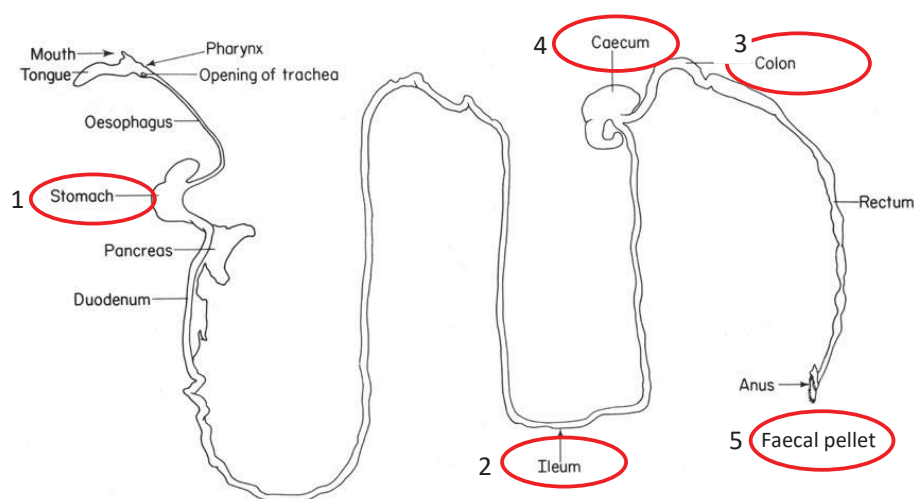 Mouth
Pharynx
Tongue
Opening of trachea
Oesophagus
1 Stomach
Pancreas
Duodenum
2 Ileum
4 Caecum
3 Colon
Rectum
Anus
5 Faecal pellet